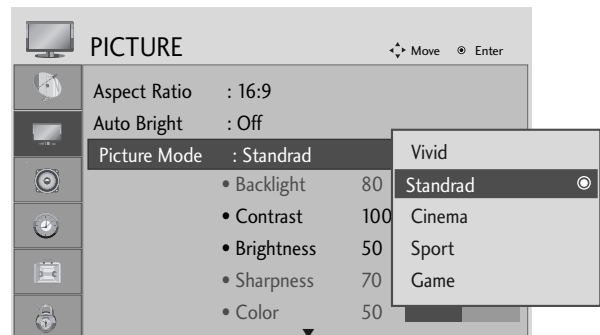 PICTURE Move Enter
Aspect Ratio : 16:9
Auto Bright : Off
Picture Mode : Standrad
• Backlight 80
• Contrast 100
• Brightness 50
• Sharpness 70
• Color 50
Vivid
Standrad
Cinema
Sport
Game